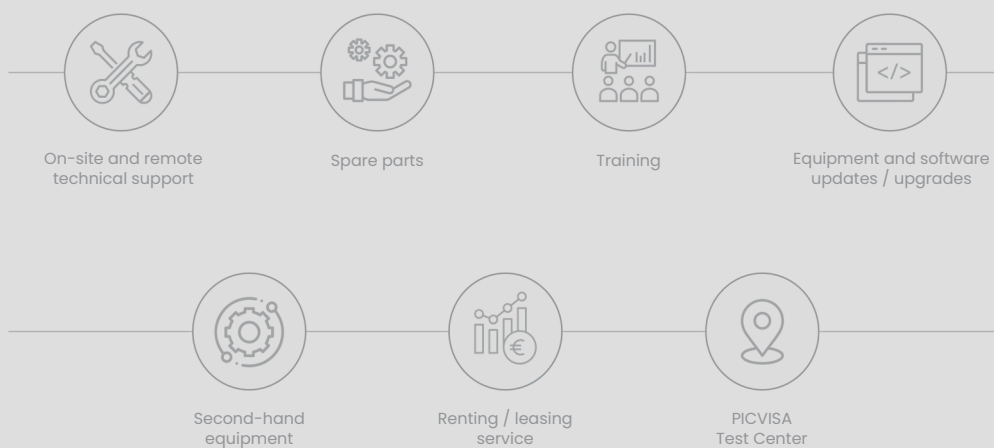 </>
On-site and remote
technical support
Spare parts
Training
Equipment and software
updates / upgrades
€
Second-hand
equipment
Renting / leasing
service
PICVISA
Test Center